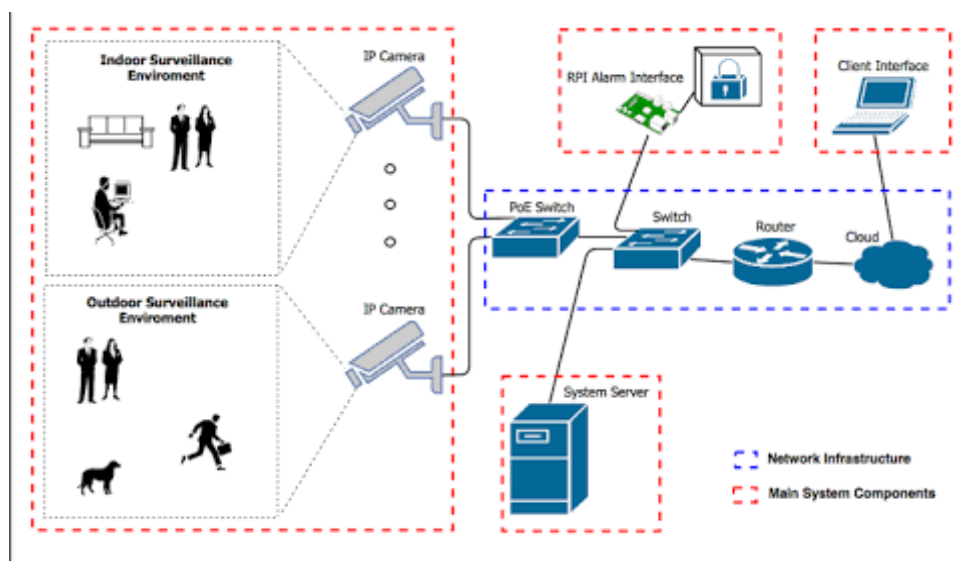 Indoor Surveillance
Enviroment
IP Camera
RPI Alarm Interface
Client Interface
PoE Switch
Switch
Router
Cloud
Outdoor Surveillance
Enviroment
IP Camera
System Server
Network Infrastructure
Main System Components